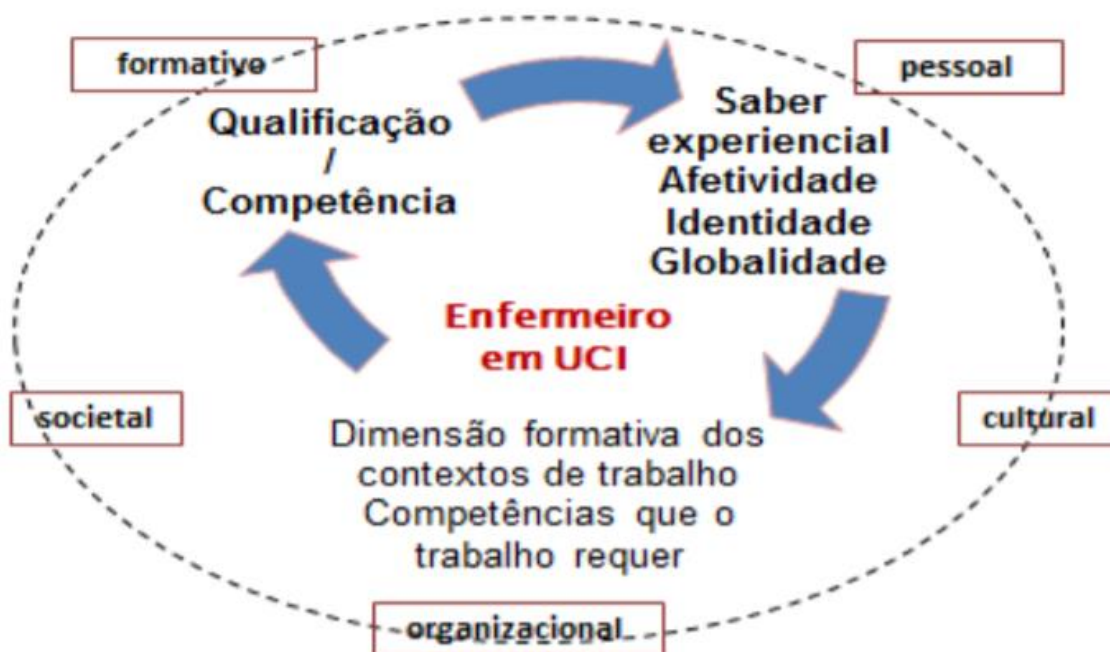 formativo
pessoal
Qualificação
/
Competência
Saber
experiencial
Afetividade
Identidade
Globalidade
Enfermeiro
em UCI
societal
cultural
Dimensão formativa dos
contextos de trabalho
Competências que o
trabalho requer
organizacional